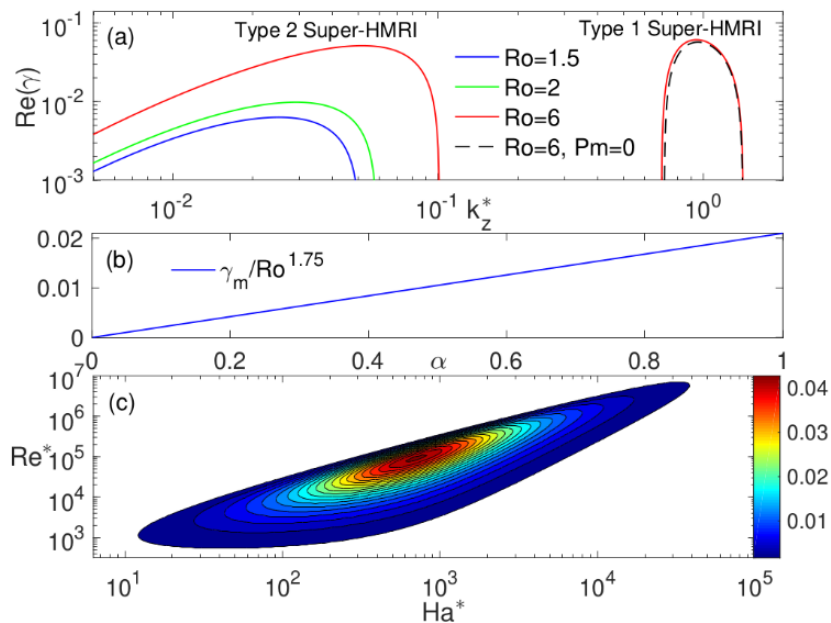 (a)
Type 2 Super-HMRI
Type 1 Super-HMRI
Ro=1.5
Ro=2
Ro=6
Ro=6, Pm=0
Re(γ)
10^-1
10^-2
10^-3
10^-2
10^-1
k_z^*
10^0
(b)
γ_m/Ro^1.75
0.02
0.01
0
0
0.2
0.4
α
0.6
0.8
1
(c)
Re*
10^7
10^6
10^5
10^4
10^3
10^1
10^2
10^3
10^4
10^5
Ha*
0.04
0.03
0.02
0.01